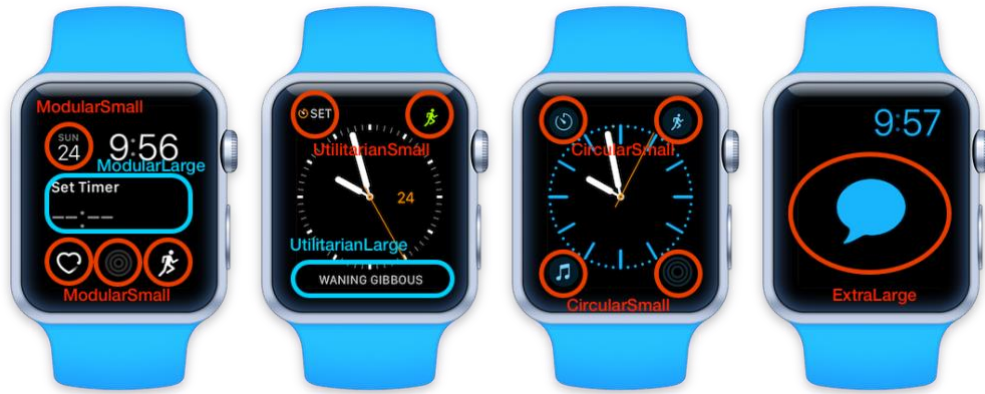 ModularSmall
SUN
24
9:56
ModularLarge
Set Timer
--:--
ModularSmall
SET
UtilitarianSmall
24
UtilitarianLarge
WANING GIBBOUS
CircularSmall
CircularSmall
9:57
ExtraLarge